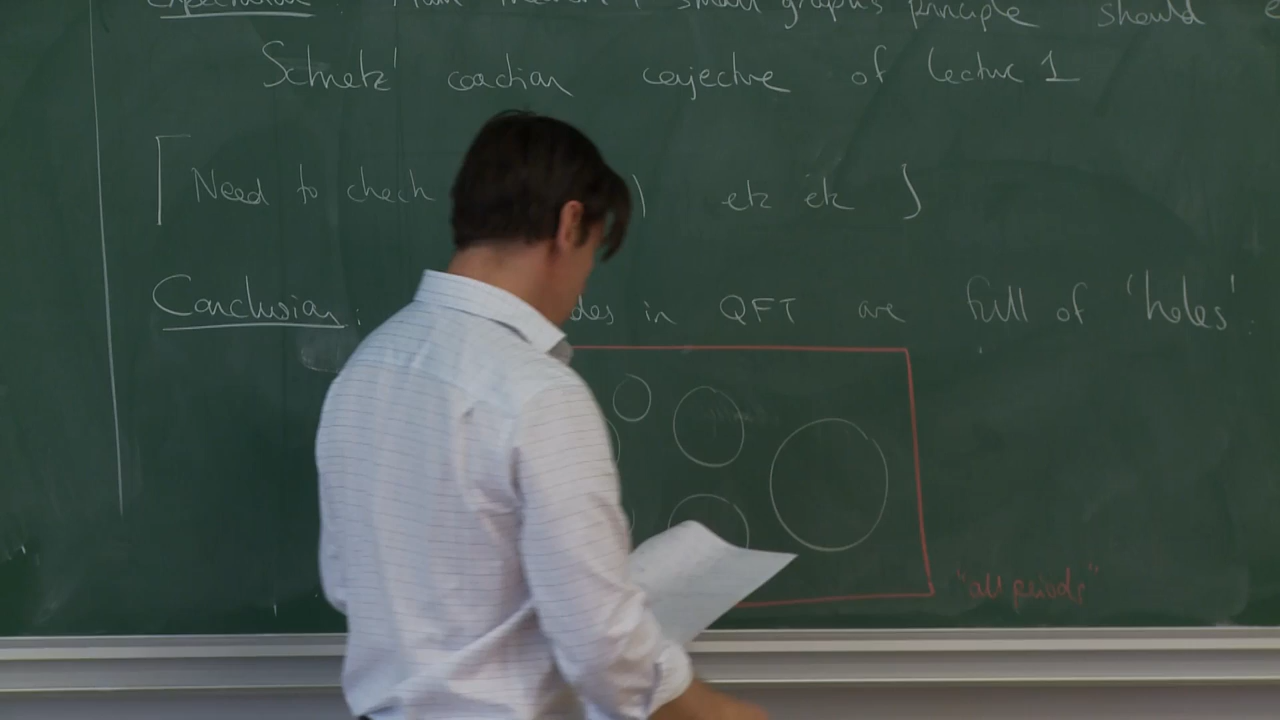 Expectation: Main theorem + small graphs principle should
Schnetz' coaction conjecture of lecture 1
[Need to check ) etc etc ]
Conclusion: des in QFT are full of 'holes'.
"all periods"